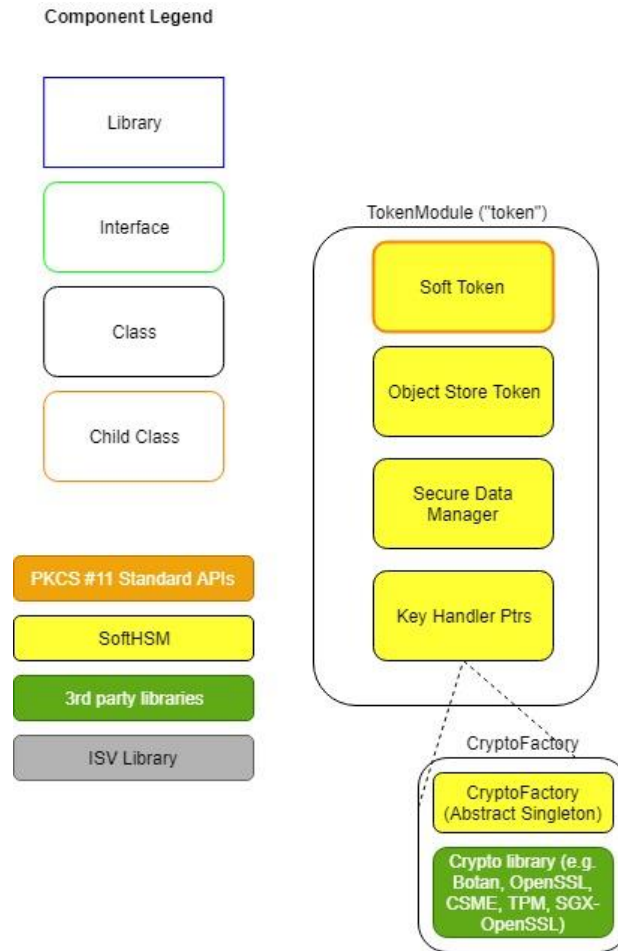 Component Legend
Library
Interface
Class
Child Class
PKCS #11 Standard APIs
SoftHSM
3rd party libraries
ISV Library
TokenModule ("token")
Soft Token
Object Store Token
Secure Data
Manager
Key Handler Ptrs
CryptoFactory
CryptoFactory
(Abstract Singleton)
Crypto library (e.g.
Botan, OpenSSL,
CSME, TPM, SGX-
OpenSSL)